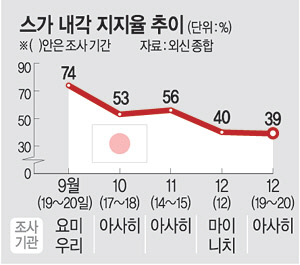 스가 내각 지지율 추이 (단위:%)
※( )안은 조사 기간 자료:외신 종합
90
70
50
30
74
53
56
40
39
9월 10 11 12 12
(19~20일) (17~18) (14~15) (12) (19~20)
조사
기관
요미
우리
아사히
아사히
마이
니치
아사히